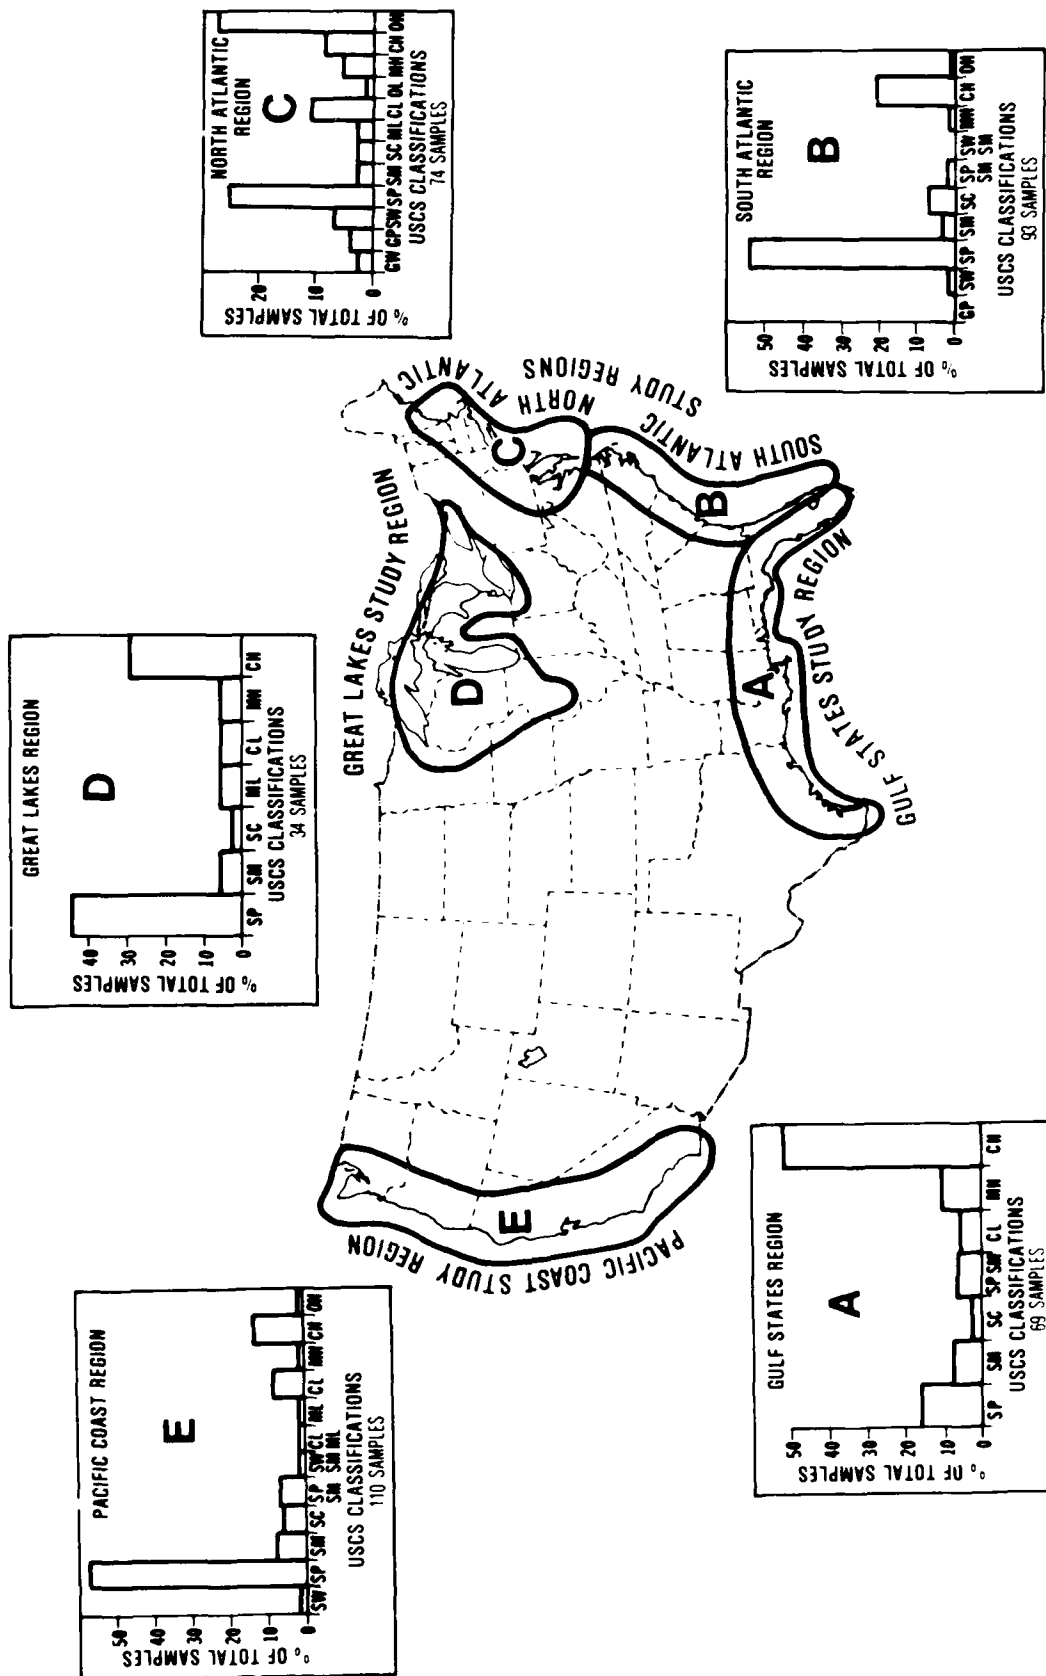 PACIFIC COAST REGION
E
% OF TOTAL SAMPLES
50
40
30
20
10
0
SW SP SM SC SP SW CL ML CL MH CH OH
SM SM ML
USCS CLASSIFICATIONS
110 SAMPLES
GREAT LAKES REGION
D
% OF TOTAL SAMPLES
40
30
20
10
0
SP SM SC ML CL MH CH
USCS CLASSIFICATIONS
34 SAMPLES
NORTH ATLANTIC
REGION
C
% OF TOTAL SAMPLES
20
10
0
GW GP SW SP SM SC ML CL OL MH CH OH
USCS CLASSIFICATIONS
74 SAMPLES
PACIFIC COAST STUDY REGION
E
GREAT LAKES STUDY REGION
D
NORTH ATLANTIC
C
SOUTH ATLANTIC
STUDY REGIONS
B
GULF STATES STUDY REGION
A
GULF STATES REGION
A
% OF TOTAL SAMPLES
50
40
30
20
10
0
SP SM SC SP SM CL MH CH
USCS CLASSIFICATIONS
69 SAMPLES
SOUTH ATLANTIC
REGION
B
% OF TOTAL SAMPLES
50
40
30
20
10
0
GP SW SP SM SC SP SW MH CH OH
SM SM
USCS CLASSIFICATIONS
93 SAMPLES